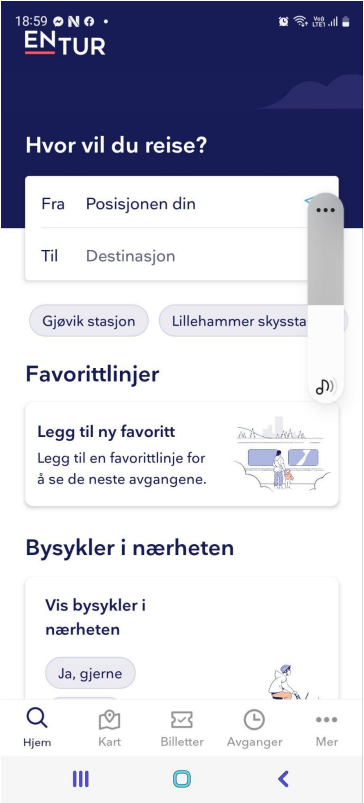 18:59
Vo9 LTE1
ENTUR
Hvor vil du reise?
Fra Posisjonen din
Til Destinasjon
Gjøvik stasjon Lillehammer skyssta
Favorittlinjer
Legg til ny favoritt
Legg til en favorittlinje for
å se de neste avgangene.
Bysykler i nærheten
Vis bysykler i
nærheten
Ja, gjerne
Hjem Kart Billetter Avganger Mer